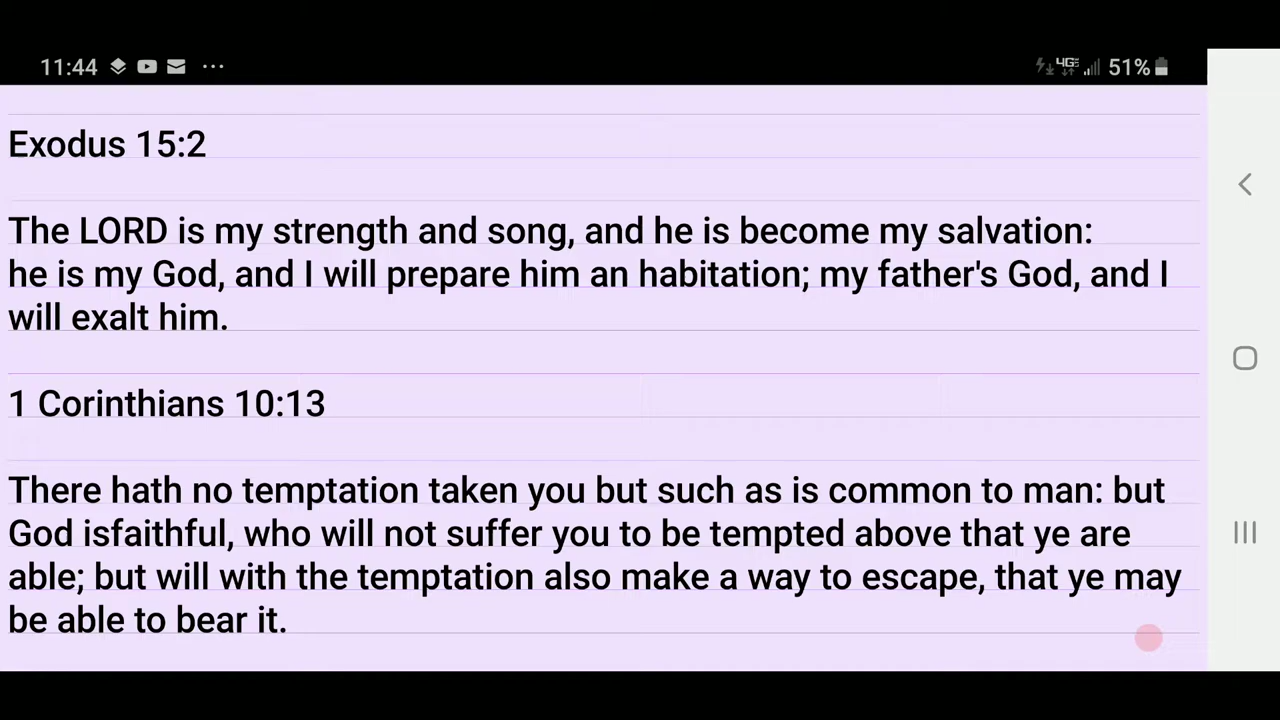 11:44 ... 4GE 51%
Exodus 15:2
The LORD is my strength and song, and he is become my salvation:
he is my God, and I will prepare him an habitation; my father's God, and I
will exalt him.
1 Corinthians 10:13
There hath no temptation taken you but such as is common to man: but
God isfaithful, who will not suffer you to be tempted above that ye are
able; but will with the temptation also make a way to escape, that ye may
be able to bear it.